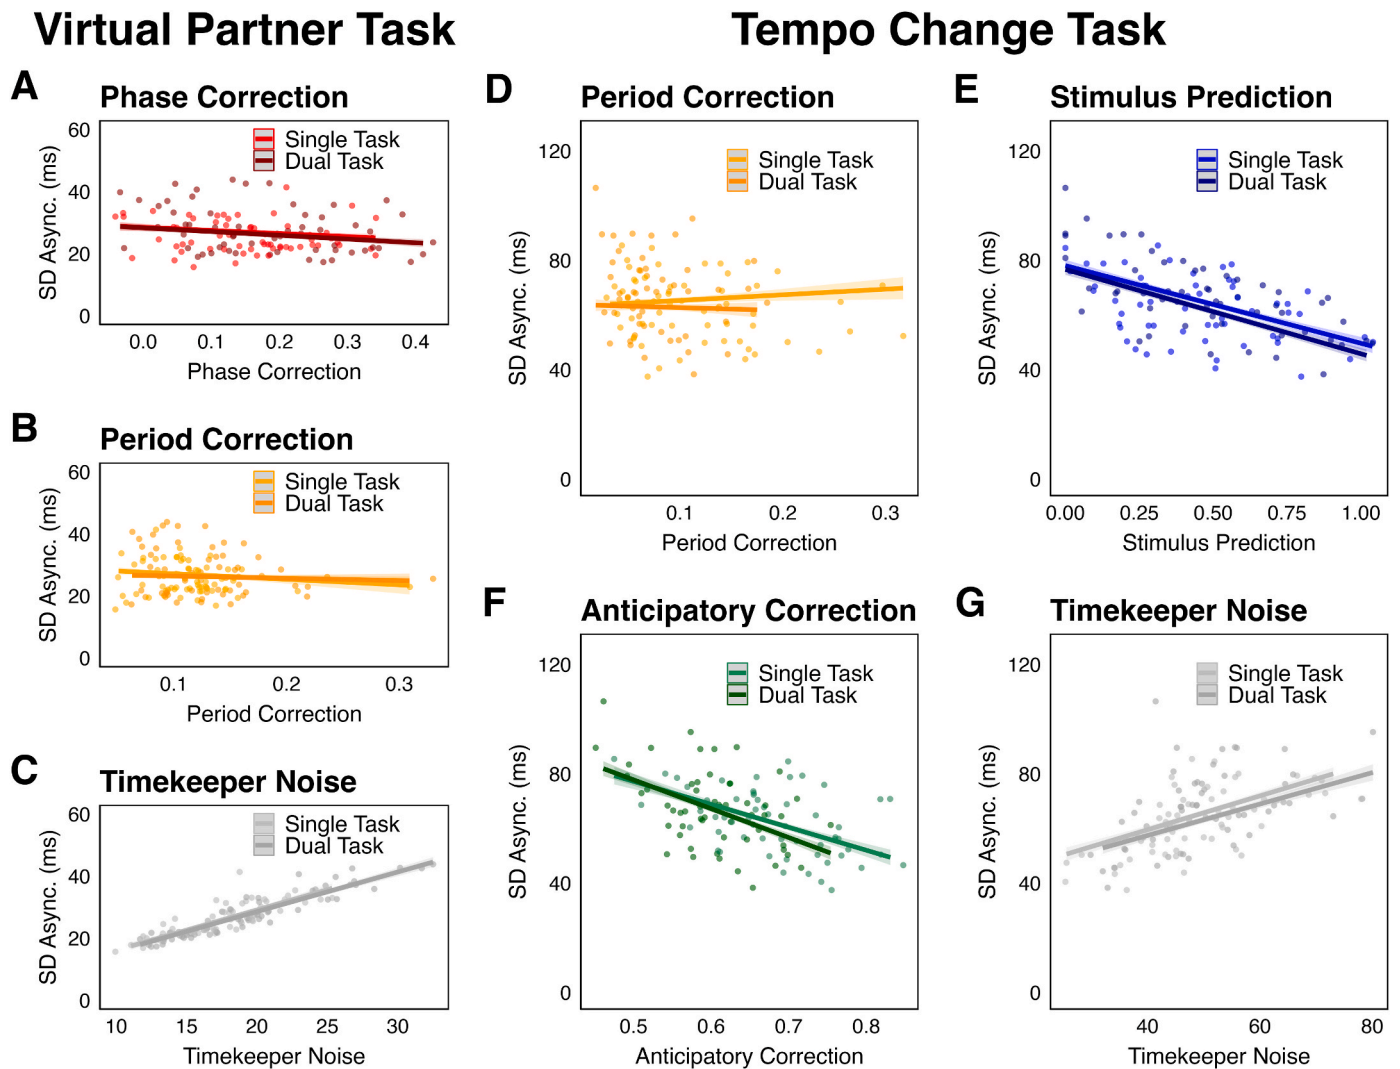 Virtual Partner Task
Tempo Change Task
A
Phase Correction
60
40
20
0
SD Async. (ms)
Single Task
Dual Task
0.0 0.1 0.2 0.3 0.4
Phase Correction
B
Period Correction
60
40
20
0
SD Async. (ms)
Single Task
Dual Task
0.1 0.2 0.3
Period Correction
C
Timekeeper Noise
60
40
20
0
SD Async. (ms)
Single Task
Dual Task
10 15 20 25 30
Timekeeper Noise
D
Period Correction
120
80
40
0
SD Async. (ms)
Single Task
Dual Task
0.1 0.2 0.3
Period Correction
E
Stimulus Prediction
120
80
40
0
SD Async. (ms)
Single Task
Dual Task
0.00 0.25 0.50 0.75 1.00
Stimulus Prediction
F
Anticipatory Correction
120
80
40
0
SD Async. (ms)
Single Task
Dual Task
0.5 0.6 0.7 0.8
Anticipatory Correction
G
Timekeeper Noise
120
80
40
0
SD Async. (ms)
Single Task
Dual Task
40 60 80
Timekeeper Noise